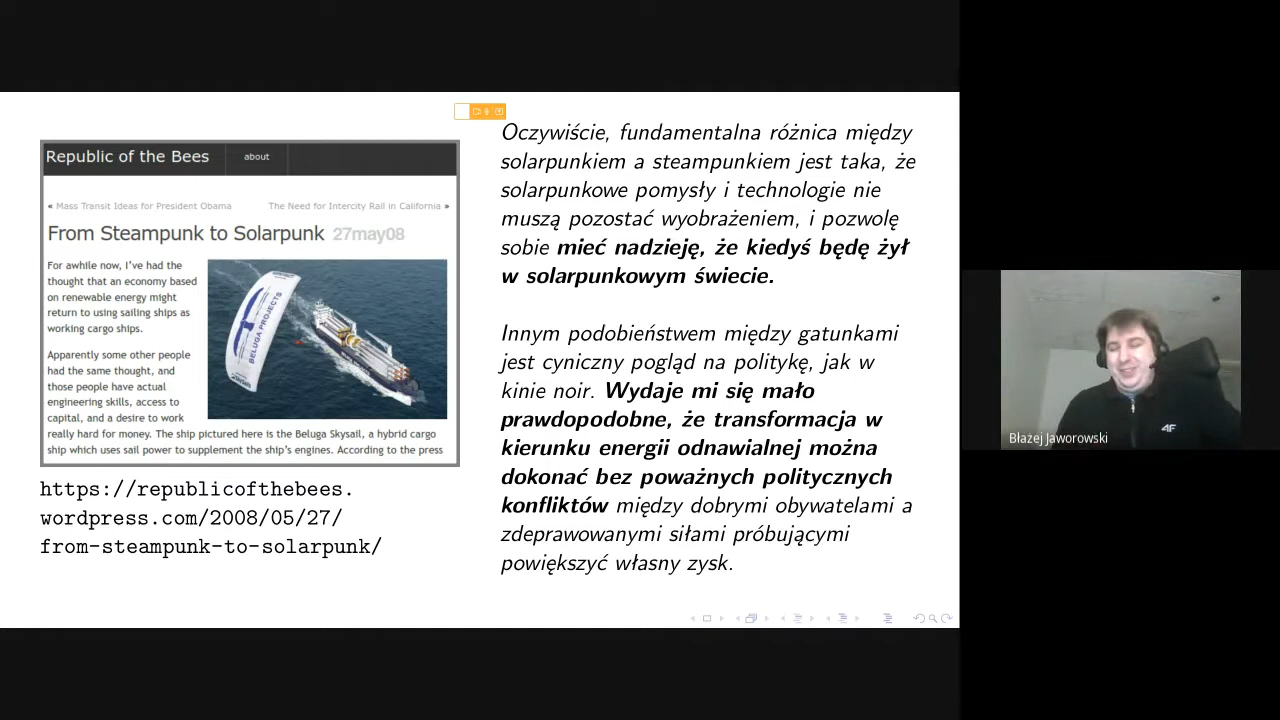 Republic of the Bees
about
« Mass Transit Ideas for President Obama
The Need for Intercity Rail in California »
From Steampunk to Solarpunk 27may08
For awhile now, I've had the
thought that an economy based
on renewable energy might
return to using sailing ships as
working cargo ships.
Apparently some other people
had the same thought, and
those people have actual
engineering skills, access to
capital, and a desire to work
really hard for money. The ship pictured here is the Beluga Skysail, a hybrid cargo
ship which uses sail power to supplement the ship's engines. According to the press
BELUGA PROJECTS
https://republicofthebees.
wordpress.com/2008/05/27/
from-steampunk-to-solarpunk/
Oczywiście, fundamentalna różnica między
solarpunkiem a steampunkiem jest taka, że
solarpunkowe pomysły i technologie nie
muszą pozostać wyobrażeniem, i pozwolę
sobie mieć nadzieję, że kiedyś będę żył
w solarpunkowym świecie.
Innym podobieństwem między gatunkami
jest cyniczny pogląd na politykę, jak w
kinie noir. Wydaje mi się mało
prawdopodobne, że transformacja w
kierunku energii odnawialnej można
dokonać bez poważnych politycznych
konfliktów między dobrymi obywatelami a
zdeprawowanymi siłami próbującymi
powiększyć własny zysk.
4F
Błażej Jaworowski